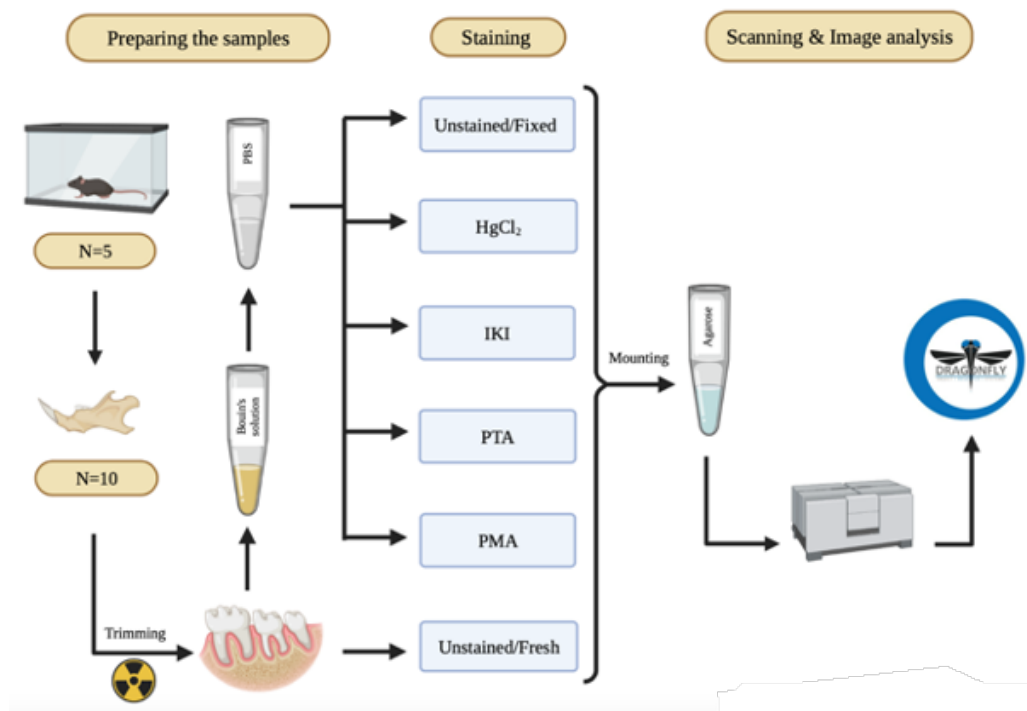 Preparing the samples
Staining
Scanning & Image analysis
N=5
N=10
Trimming
Bouin's
solution
PBS
Unstained/Fixed
HgCl₂
IKI
PTA
PMA
Unstained/Fresh
Mounting
Agarose
DRAGONFLY